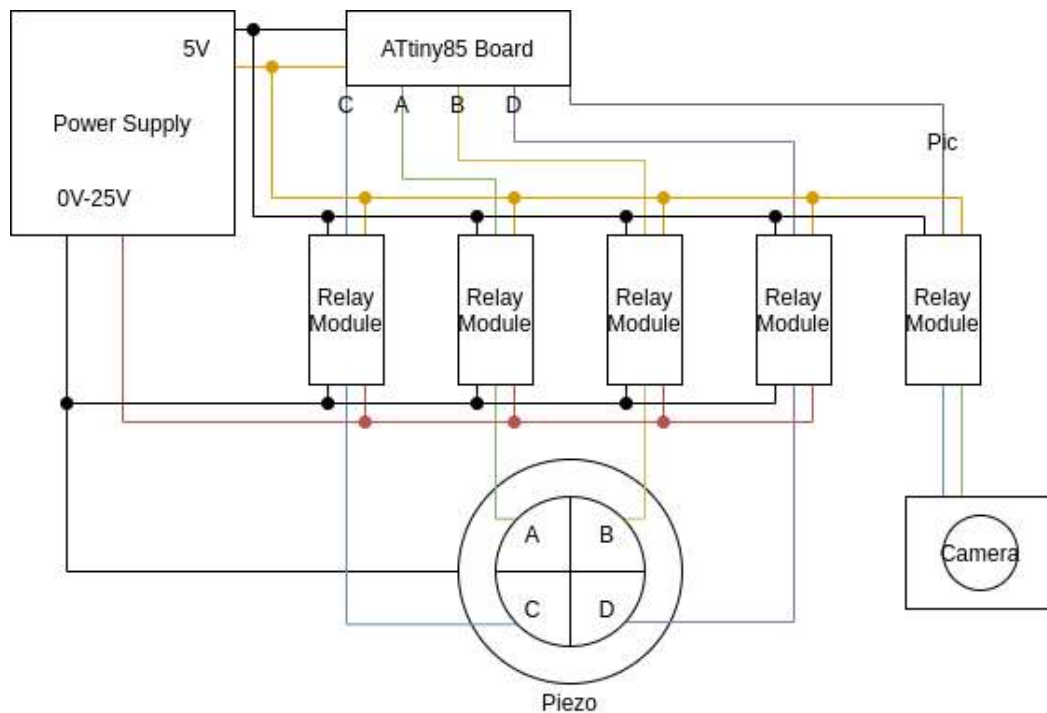 5V
ATtiny85 Board
Power Supply
0V-25V
C
A
B
D
Pic
Relay
Module
Relay
Module
Relay
Module
Relay
Module
Relay
Module
A
B
C
D
Camera
Piezo